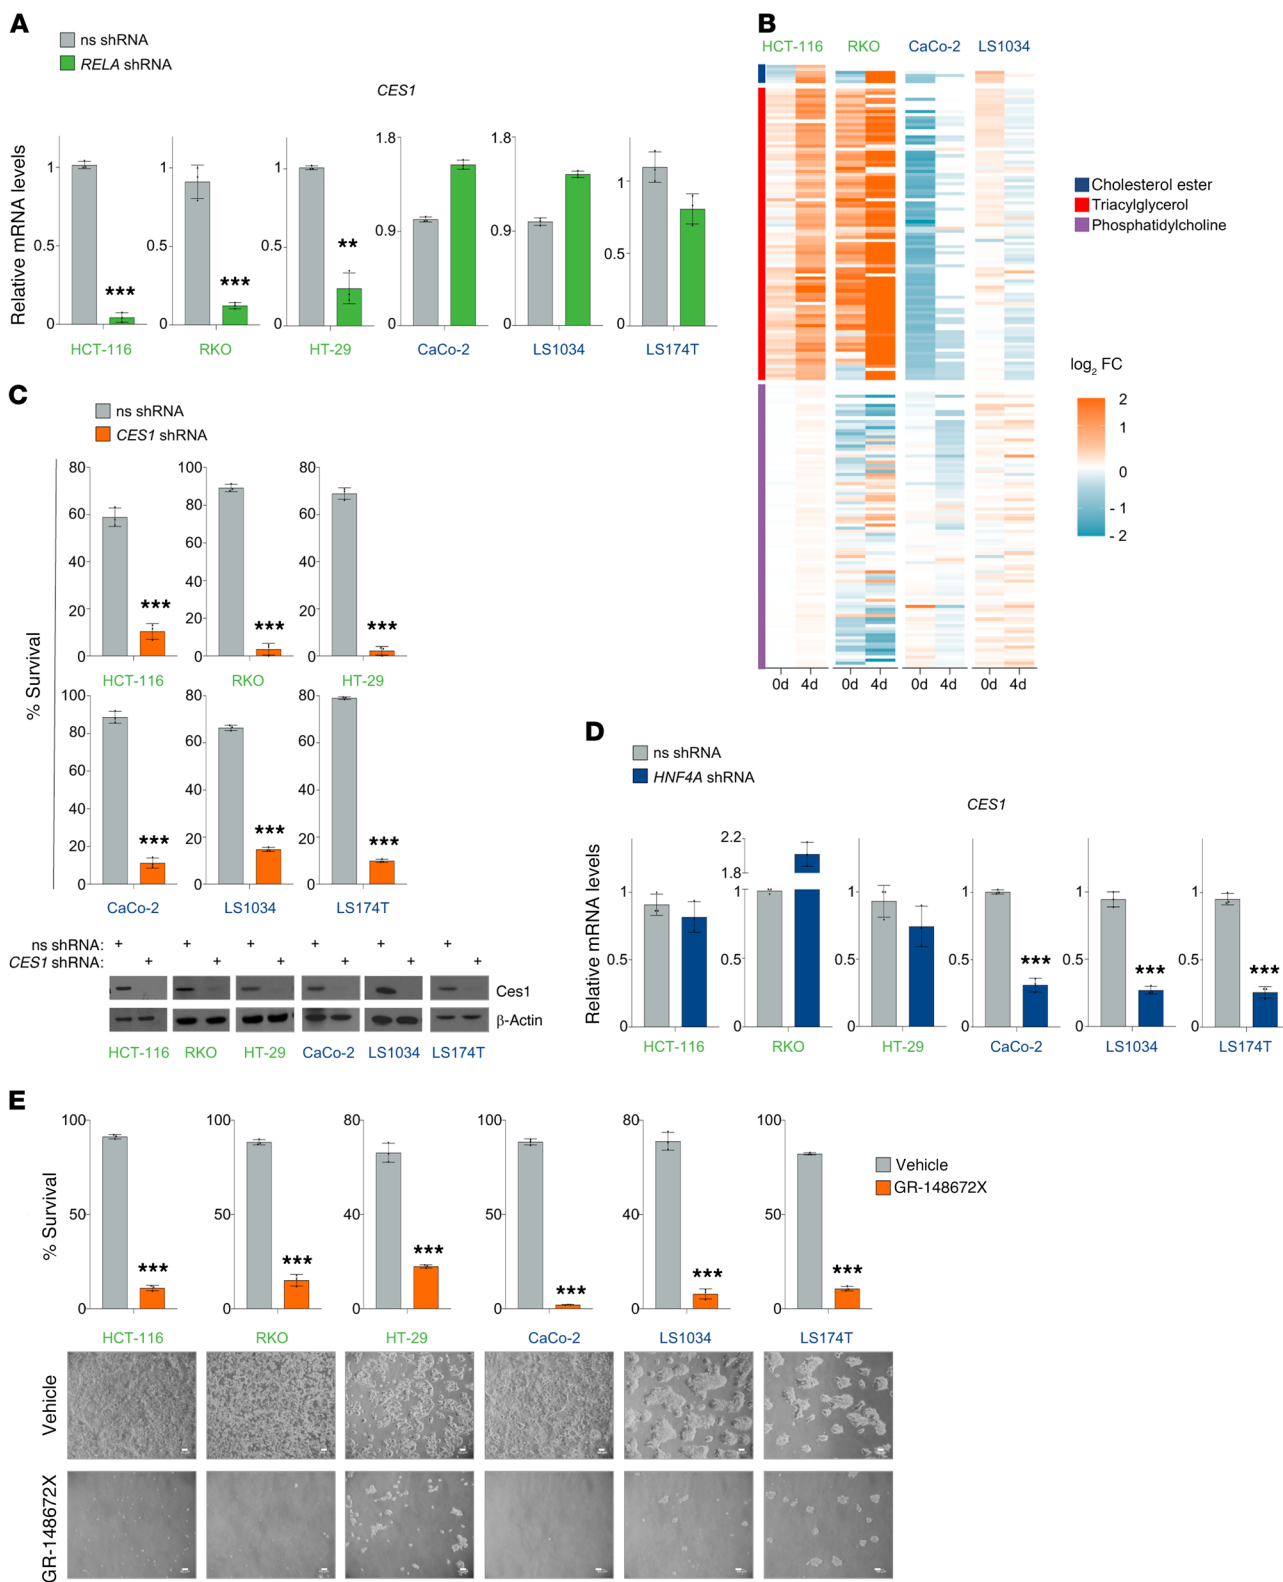 A
ns shRNA
RELA shRNA
CES1
Relative mRNA levels
1
0.5
0
***
HCT-116
1
0.5
0
***
RKO
1
0.5
0
**
HT-29
1.8
0.9
0
CaCo-2
1.8
0.9
0
LS1034
1
0.5
0
LS174T
B
HCT-116 RKO CaCo-2 LS1034
0d 4d 0d 4d 0d 4d 0d 4d
Cholesterol ester
Triacylglycerol
Phosphatidylcholine
log2 FC
2
1
0
- 1
- 2
C
ns shRNA
CES1 shRNA
% Survival
80
60
40
20
0
***
HCT-116
100
80
60
40
20
0
***
RKO
80
60
40
20
0
***
HT-29
100
80
60
40
20
0
***
CaCo-2
80
60
40
20
0
***
LS1034
80
60
40
20
0
***
LS174T
ns shRNA: + + + + + +
CES1 shRNA: + + + + + +
Ces1
β-Actin
HCT-116 RKO HT-29 CaCo-2 LS1034 LS174T
D
ns shRNA
HNF4A shRNA
CES1
Relative mRNA levels
1
0.5
0
HCT-116
2.2
1.8
1
0.5
0
RKO
1
0.5
0
HT-29
1
0.5
0
***
CaCo-2
1
0.5
0
***
LS1034
1
0.5
0
***
LS174T
E
% Survival
100
50
0
***
HCT-116
100
50
0
***
RKO
80
40
0
***
HT-29
100
50
0
***
CaCo-2
80
40
0
***
LS1034
100
50
0
***
LS174T
Vehicle
GR-148672X
Vehicle
GR-148672X